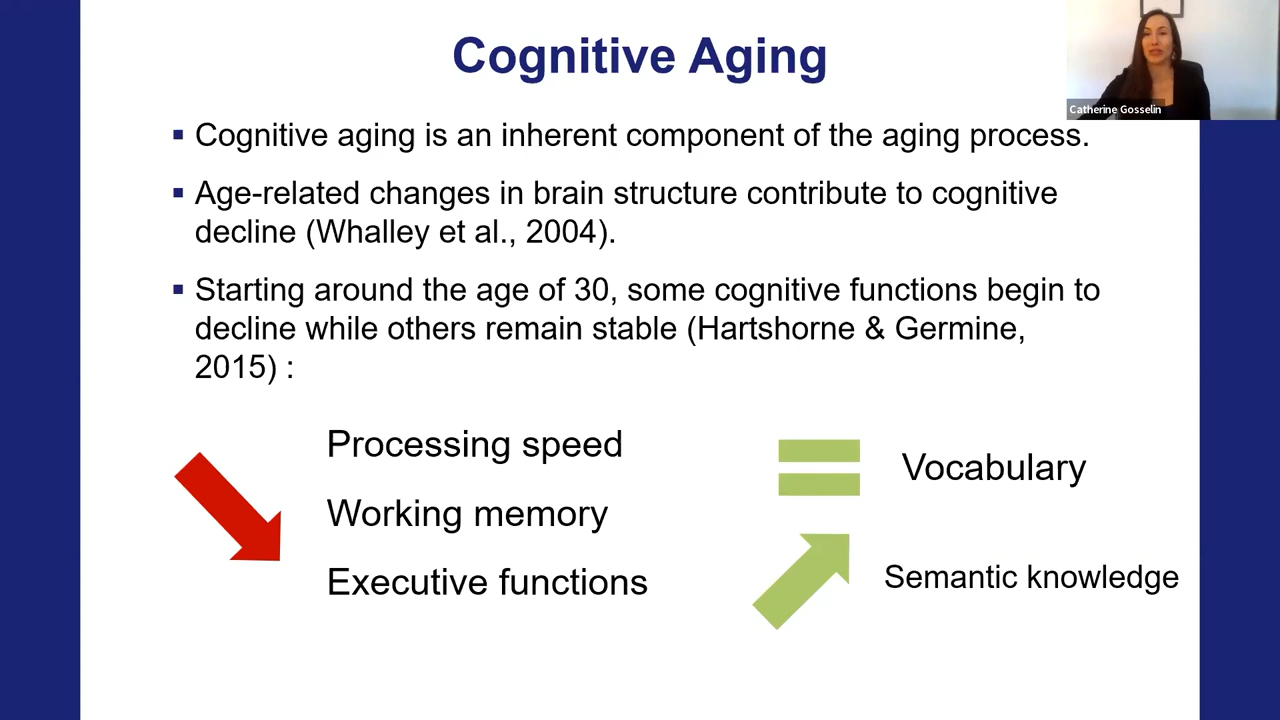 Cognitive Aging
Catherine Gosselin
▪ Cognitive aging is an inherent component of the aging process.
▪ Age-related changes in brain structure contribute to cognitive
decline (Whalley et al., 2004).
▪ Starting around the age of 30, some cognitive functions begin to
decline while others remain stable (Hartshorne & Germine,
2015) :
Processing speed
Working memory
Executive functions
Vocabulary
Semantic knowledge